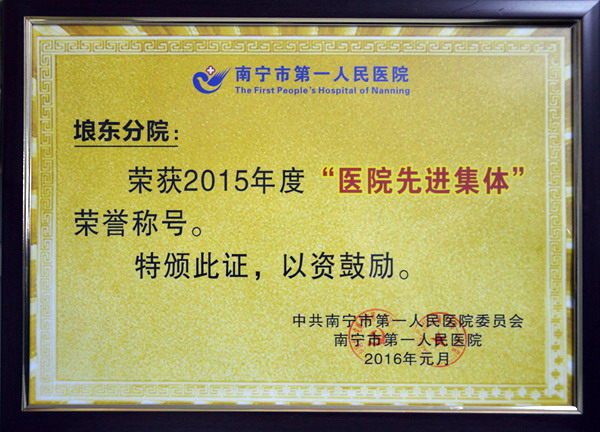 南宁市第一人民医院
The First People's Hospital of Nanning
埌东分院：
荣获2015年度“医院先进集体”
荣誉称号。
特颁此证，以资鼓励。
中共南宁市第一人民医院委员会
南宁市第一人民医院
2016年元月